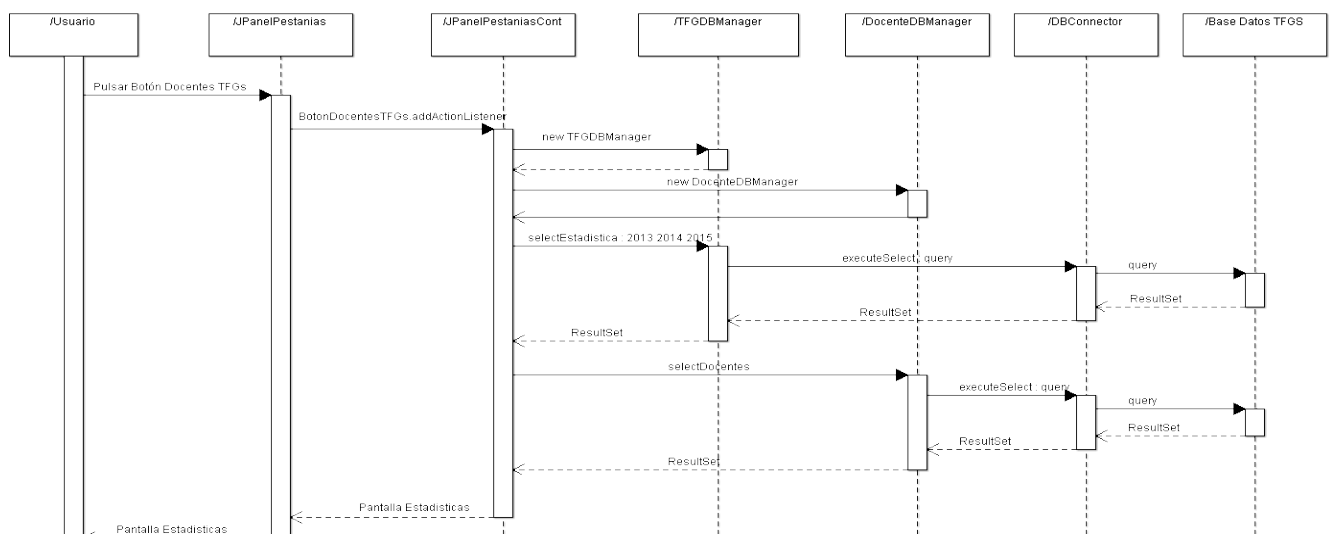 /Usuario
/JPanelPestanias
/JPanelPestaniasCont
/TFGDBManager
/DocenteDBManager
/DBConnector
/Base Datos TFGS
Pulsar Botón Docentes TFGs
BotonDocentesTFGs.addActionListener
new TFGDBManager
new DocenteDBManager
selectEstadistica : 2013 2014 2015
executeSelect : query
query
ResultSet
ResultSet
ResultSet
selectDocentes
executeSelect : query
query
ResultSet
ResultSet
ResultSet
Pantalla Estadisticas
Pantalla Estadisticas